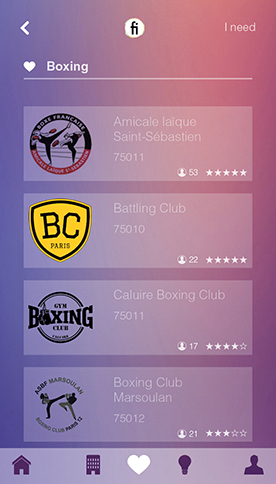 fi
I need
Boxing
BOXE FRANÇAISE
AMICALE LAÏQUE ST SÉBASTIEN
Amicale laïque
Saint-Sébastien
75011
53 ★★★★★
BC
PARIS
Battling Club
75010
22 ★★★★★
GYM
BOXING
CLUB
Caluire Boxing Club
75011
17 ★★★★☆
ASBF MARSOULAN
BOXING CLUB PARIS 12
Boxing Club
Marsoulan
75012
21 ★★★☆☆